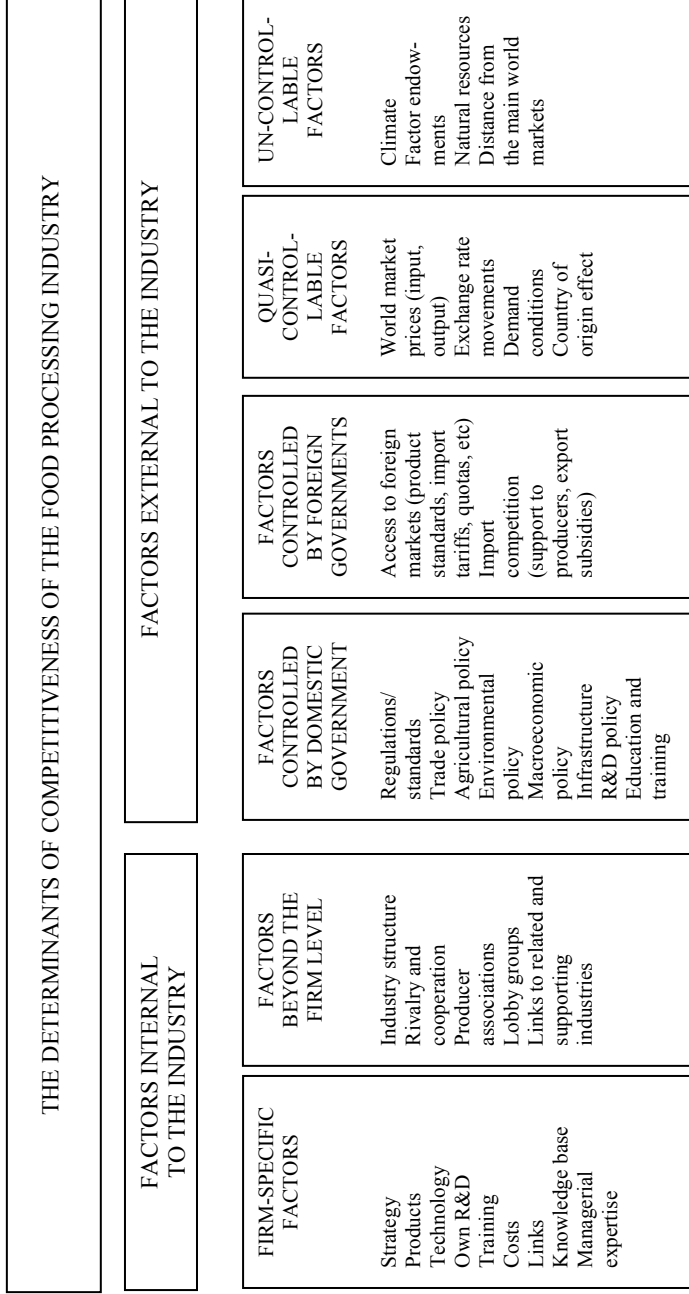 THE DETERMINANTS OF COMPETITIVENESS OF THE FOOD PROCESSING INDUSTRY
FACTORS INTERNAL
TO THE INDUSTRY
FACTORS EXTERNAL TO THE INDUSTRY
FIRM-SPECIFIC
FACTORS
Strategy
Products
Technology
Own R&D
Training
Costs
Links
Knowledge base
Managerial
expertise
FACTORS
BEYOND THE
FIRM LEVEL
Industry structure
Rivalry and
cooperation
Producer
associations
Lobby groups
Links to related and
supporting
industries
FACTORS
CONTROLLED
BY DOMESTIC
GOVERNMENT
Regulations/
standards
Trade policy
Agricultural policy
Environmental
policy
Macroeconomic
policy
Infrastructure
R&D policy
Education and
training
FACTORS
CONTROLLED
BY FOREIGN
GOVERNMENTS
Access to foreign
markets (product
standards, import
tariffs, quotas, etc)
Import
competition
(support to
producers, export
subsidies)
QUASI-
CONTROL-
LABLE
FACTORS
World market
prices (input,
output)
Exchange rate
movements
Demand
conditions
Country of
origin effect
UN-CONTROL-
LABLE
FACTORS
Climate
Factor endow-
ments
Natural resources
Distance from
the main world
markets